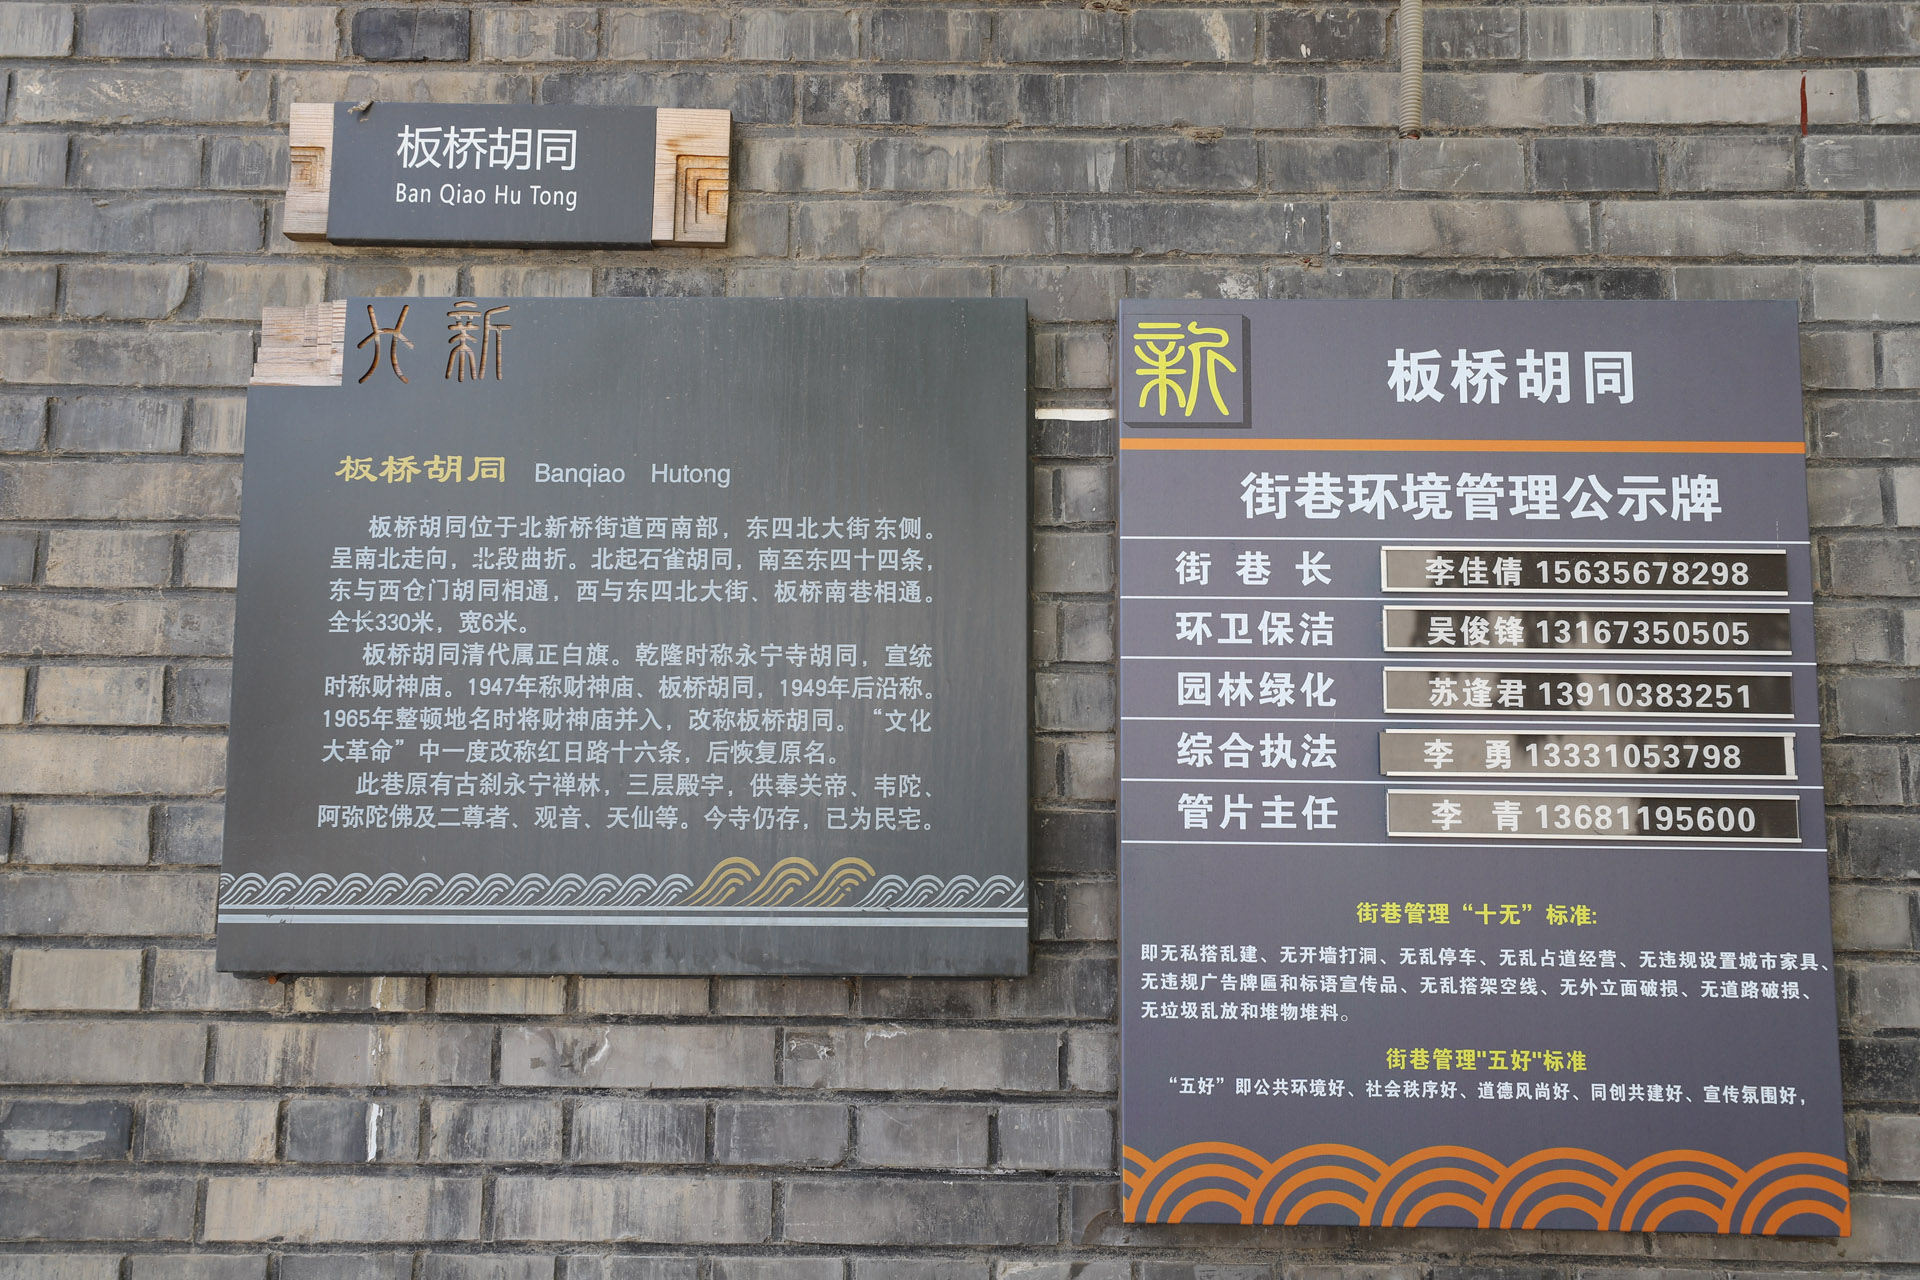 板桥胡同
Ban Qiao Hu Tong
北新
板桥胡同 Banqiao Hutong
板桥胡同位于北新桥街道西南部，东四北大街东侧。
呈南北走向，北段曲折。北起石雀胡同，南至东四十四条，
东与西仓门胡同相通，西与东四北大街、板桥南巷相通。
全长330米，宽6米。
板桥胡同清代属正白旗。乾隆时称永宁寺胡同，宣统
时称财神庙。1947年称财神庙、板桥胡同，1949年后沿称。
1965年整顿地名时将财神庙并入，改称板桥胡同。“文化
大革命”中一度改称红日路十六条，后恢复原名。
此巷原有古刹永宁禅林，三层殿宇，供奉关帝、韦陀、
阿弥陀佛及二尊者、观音、天仙等。今寺仍存，已为民宅。
新
板桥胡同
街巷环境管理公示牌
街巷长 李佳倩 15635678298
环卫保洁 吴俊锋 13167350505
园林绿化 苏逢君 13910383251
综合执法 李 勇 13331053798
管片主任 李 青 13681195600
街巷管理“十无”标准:
即无私搭乱建、无开墙打洞、无乱停车、无乱占道经营、无违规设置城市家具、
无违规广告牌匾和标语宣传品、无乱搭架空线、无外立面破损、无道路破损、
无垃圾乱放和堆物堆料。
街巷管理"五好"标准
“五好”即公共环境好、社会秩序好、道德风尚好、同创共建好、宣传氛围好，